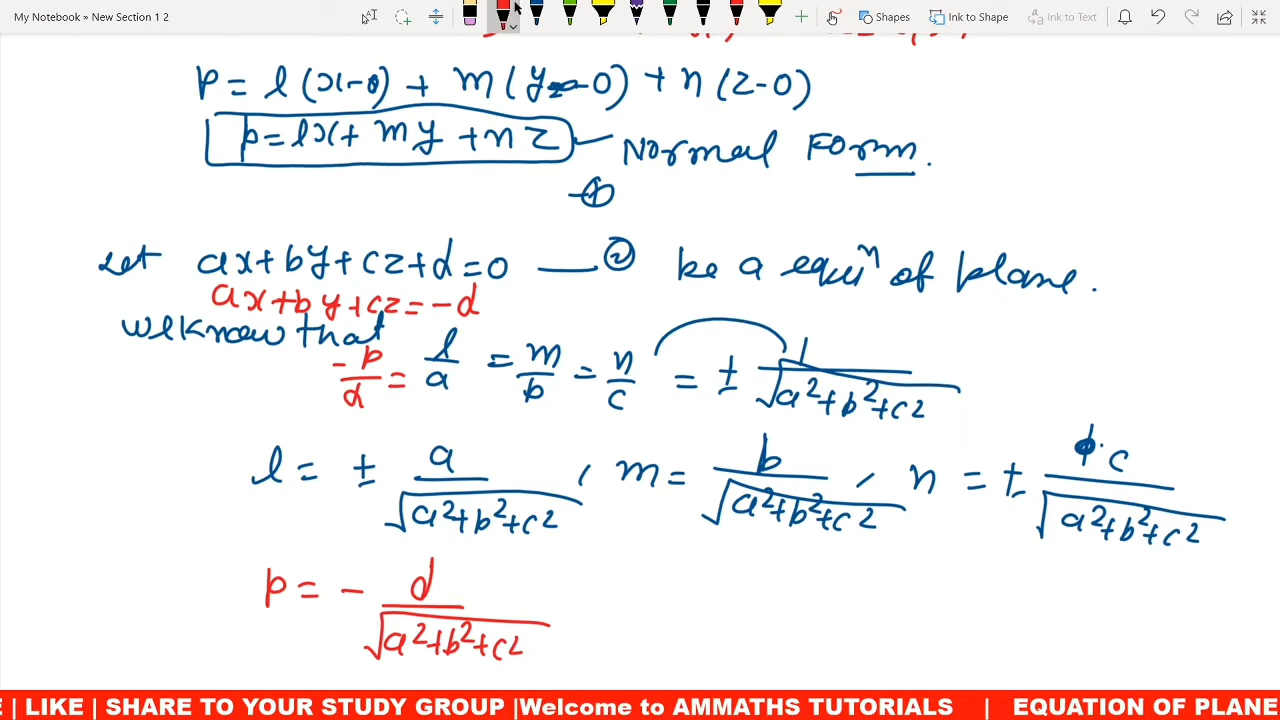 My Notebook » New Section 1 2
Shapes Ink to Shape Ink to Text
p = l(x-0) + m(y-0) + n(z-0)
p = lx + my + nz Normal Form.
①
Let ax+by+cz+d=0 — ② be a equⁿ of plane.
ax+by+cz=-d
we know that
-p/d = l/a = m/b = n/c = ± 1/√a²+b²+c²
l = ± a/√a²+b²+c² , m = b/√a²+b²+c² , n = ± c/√a²+b²+c²
p = - d/√a²+b²+c²
| LIKE | SHARE TO YOUR STUDY GROUP |Welcome to AMMATHS TUTORIALS | EQUATION OF PLANE